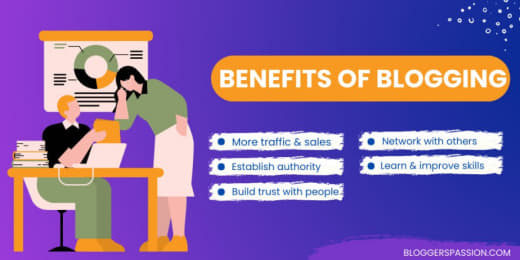 BENEFITS OF BLOGGING
More traffic & sales
Establish authority
Build trust with people
Network with others
Learn & improve skills
BLOGGERSPASSION.COM